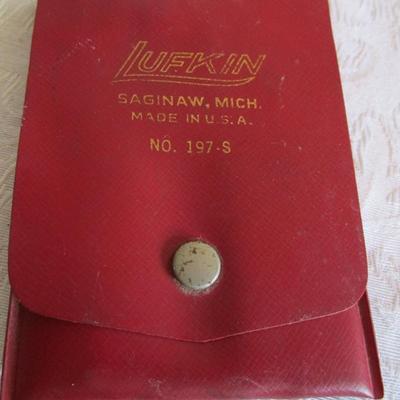 LUFKIN
SAGINAW, MICH.
MADE IN U.S.A.
NO. 197-S